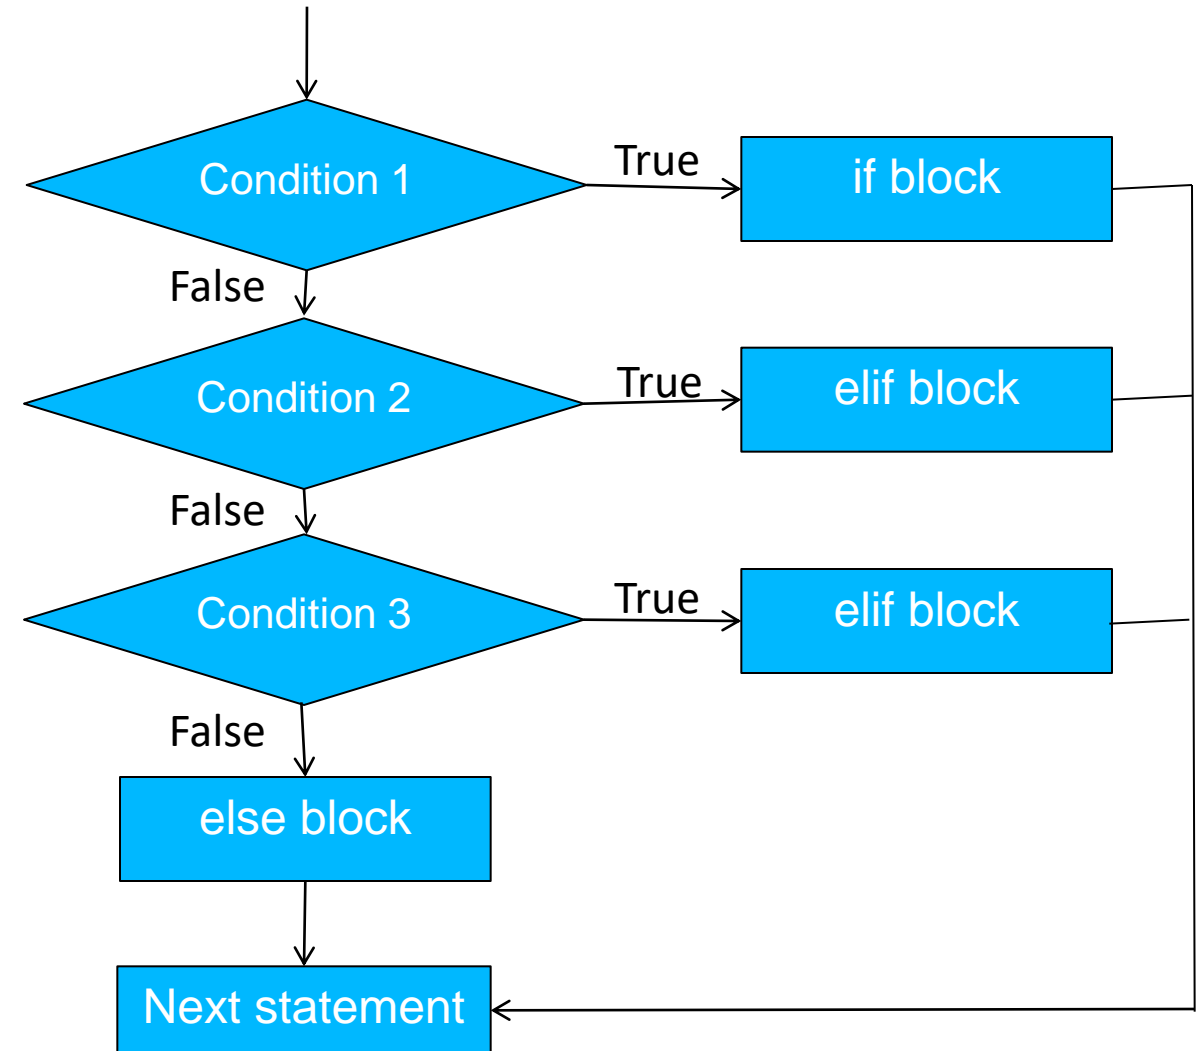 Condition 1
True
if block
False
Condition 2
True
elif block
False
Condition 3
True
elif block
False
else block
Next statement